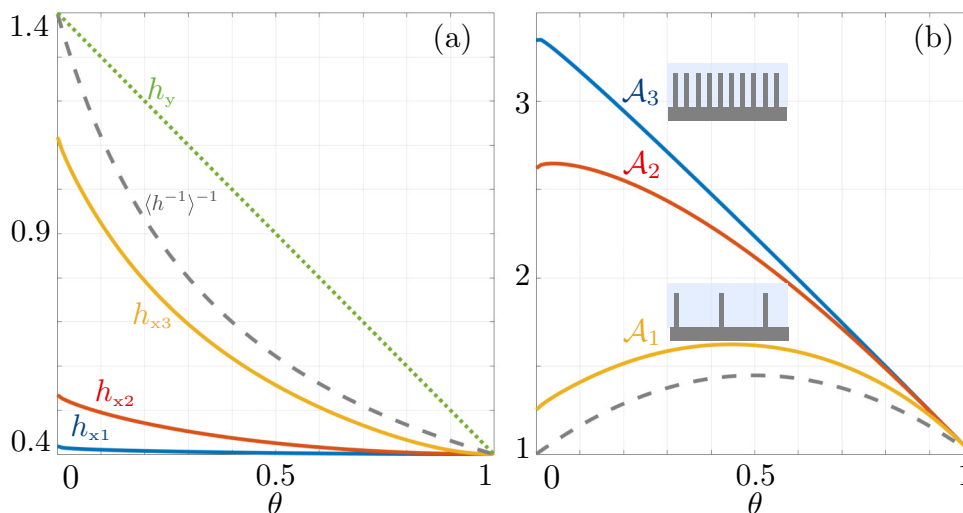 1.4
0.9
0.4
0
0.5
1
θ
(a)
h_y
⟨h⁻¹⟩⁻¹
h_x3
h_x2
h_x1
3
2
1
0
0.5
1
θ
(b)
𝒜₃
𝒜₂
𝒜₁